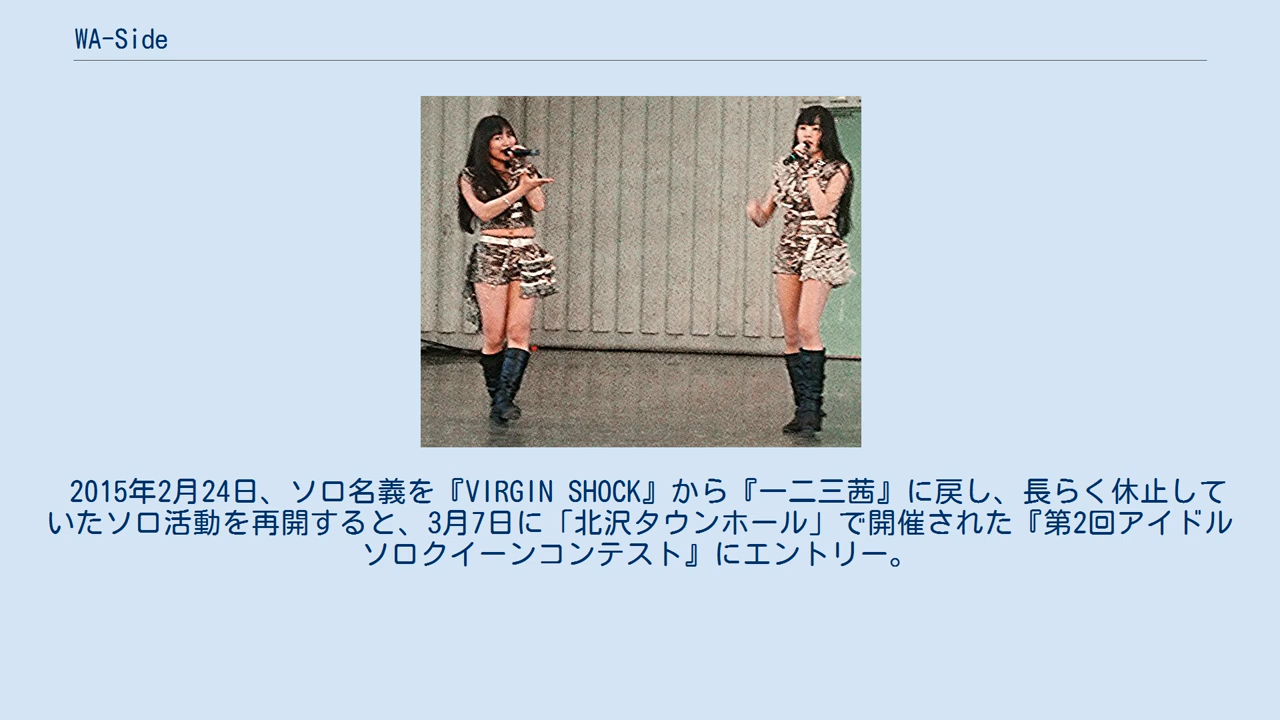 WA-Side
2015年2月24日、ソロ名義を『VIRGIN SHOCK』から『一二三茜』に戻し、長らく休止して
いたソロ活動を再開すると、3月7日に「北沢タウンホール」で開催された『第2回アイドル
ソロクイーンコンテスト』にエントリー。